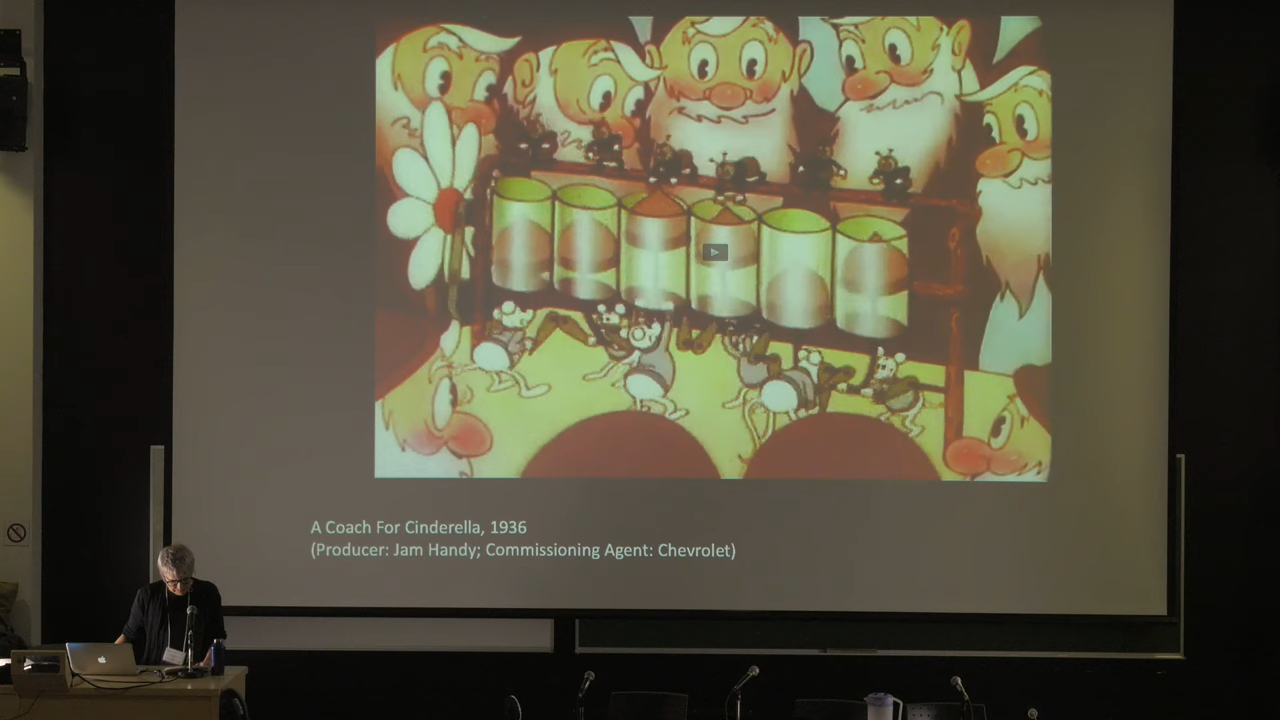 A Coach For Cinderella, 1936
(Producer: Jam Handy; Commissioning Agent: Chevrolet)